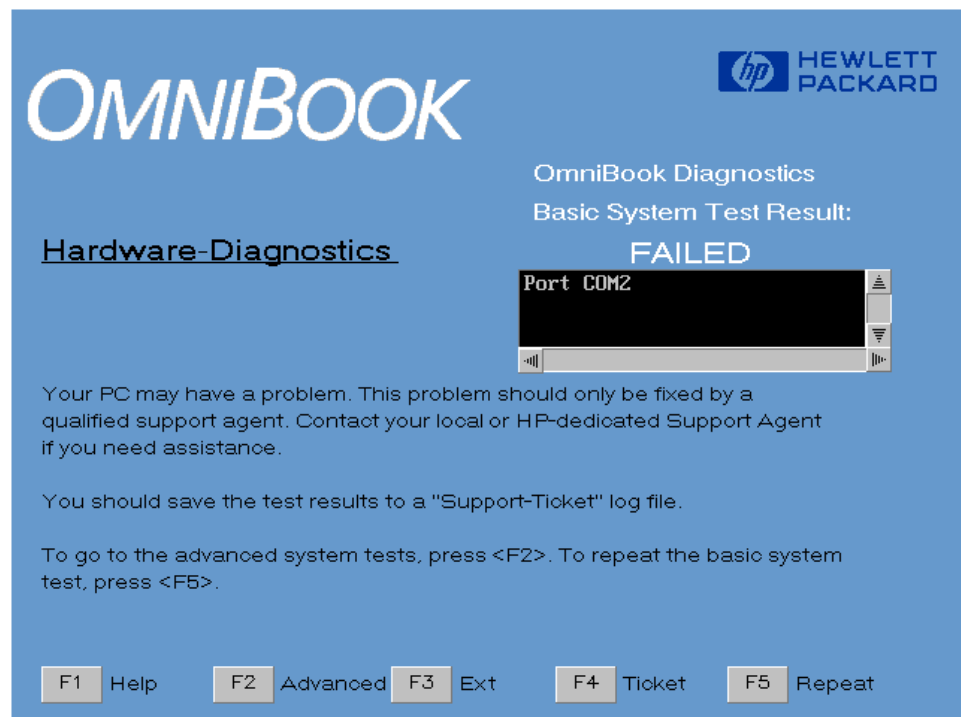 OMNIBOOK
hp HEWLETT
PACKARD
OmniBook Diagnostics
Basic System Test Result:
Hardware-Diagnostics
FAILED
Port COM2
Your PC may have a problem. This problem should only be fixed by a
qualified support agent. Contact your local or HP-dedicated Support Agent
if you need assistance.
You should save the test results to a "Support-Ticket" log file.
To go to the advanced system tests, press <F2>. To repeat the basic system
test, press <F5>.
F1 Help F2 Advanced F3 Ext F4 Ticket F5 Repeat